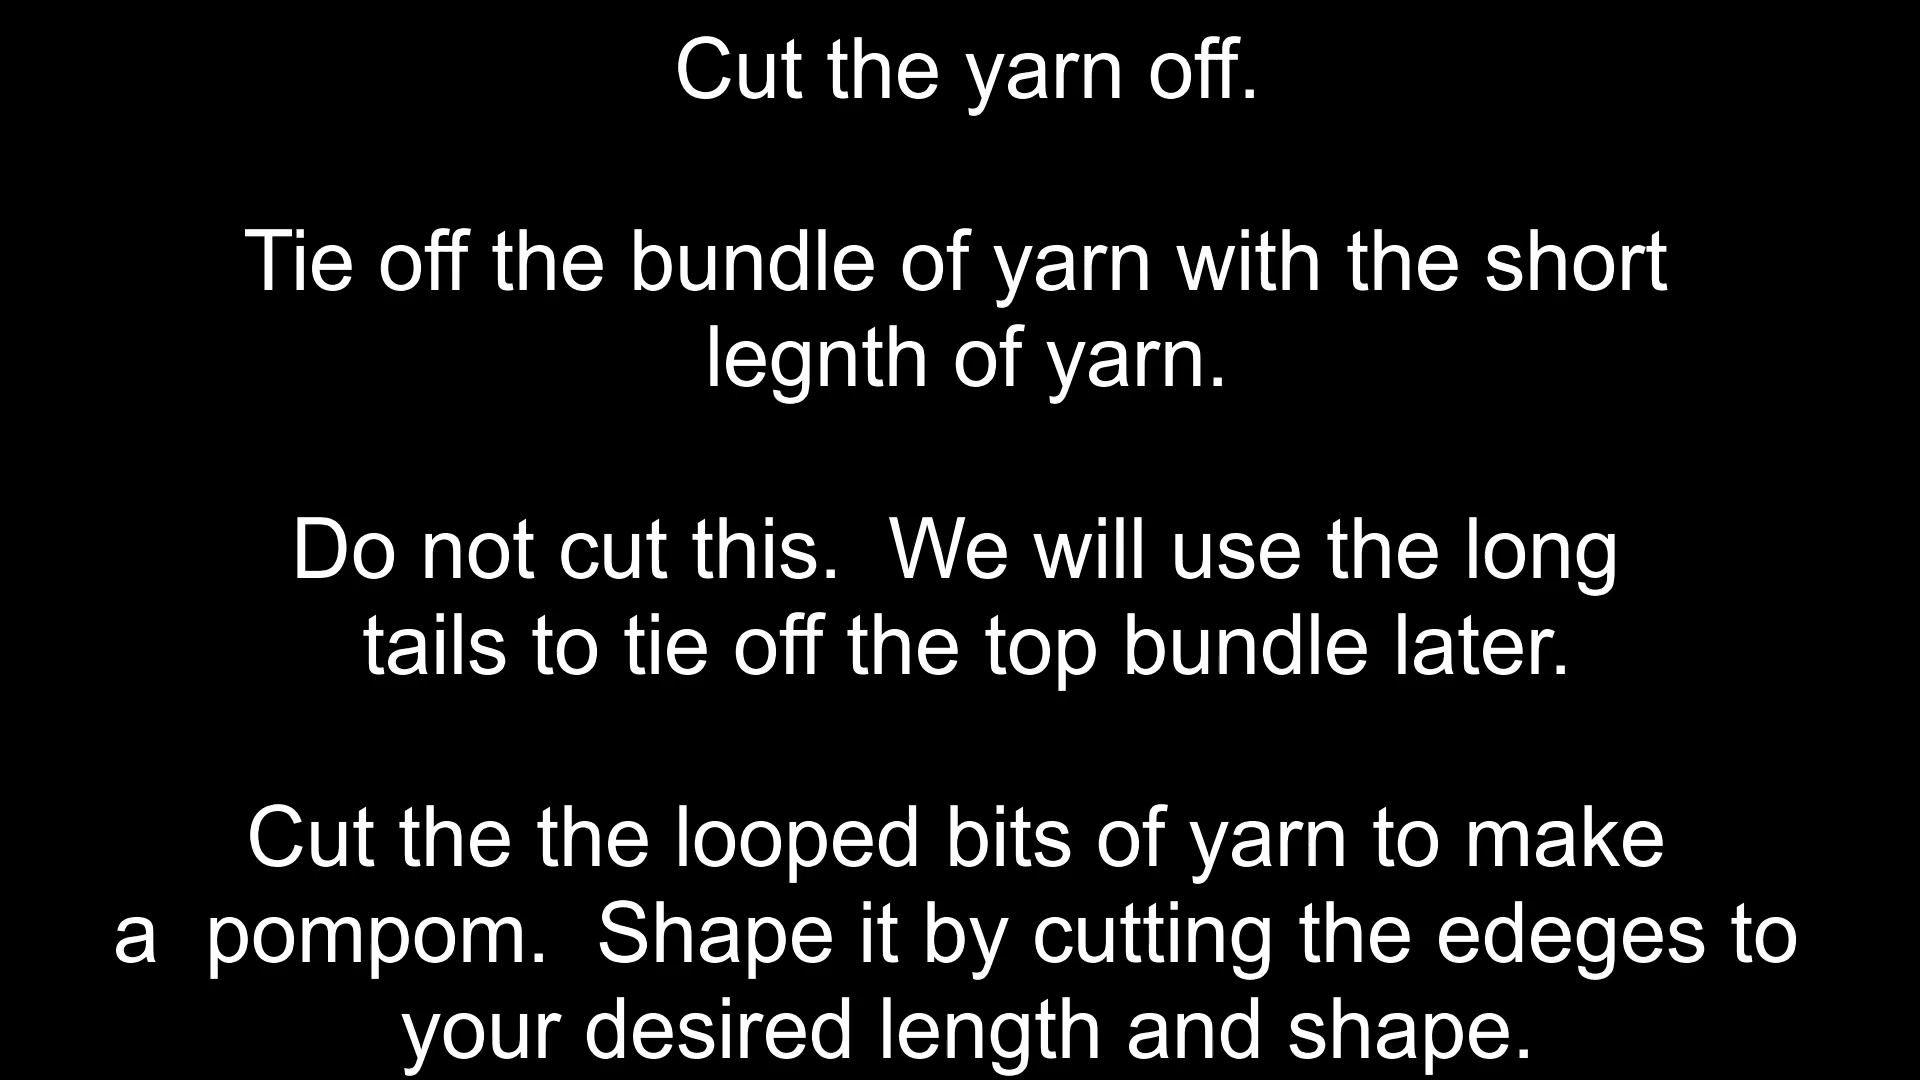 Cut the yarn off.
Tie off the bundle of yarn with the short
legnth of yarn.
Do not cut this.  We will use the long
tails to tie off the top bundle later.
Cut the the looped bits of yarn to make
a  pompom.  Shape it by cutting the edeges to
your desired length and shape.